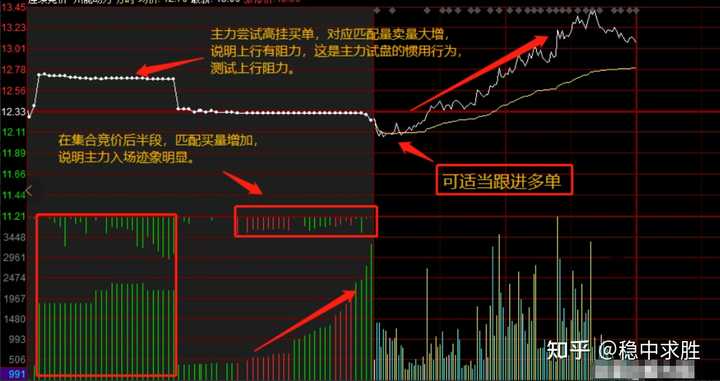 13.45
13.23
13.01
12.78
12.56
12.33
12.11
11.89
11.66
11.44
11.21
3448
2961
2474
1967
1480
993
506
991
主力尝试高挂买单，对应匹配量卖量大增，
说明上行有阻力，这是主力试盘的惯用行为，
测试上行阻力。
在集合竞价后半段，匹配买量增加，
说明主力入场迹象明显。
可适当跟进多单
知乎 @稳中求胜